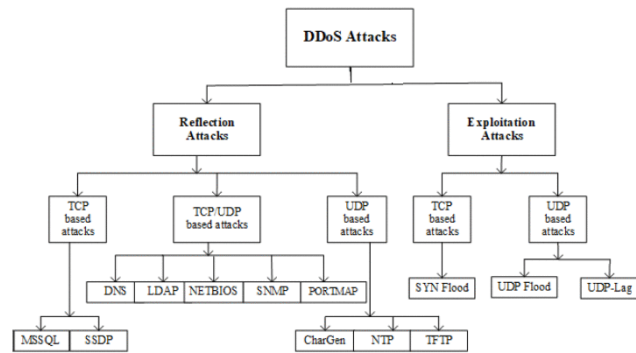 DDoS Attacks
Reflection
Attacks
Exploitation
Attacks
TCP
based
attacks
TCP/UDP
based attacks
UDP
based
attacks
TCP
based
attacks
UDP
based
attacks
DNS
LDAP
NETBIOS
SNMP
PORTMAP
SYN Flood
UDP Flood
UDP-Lag
MSSQL
SSDP
CharGen
NTP
TFTP